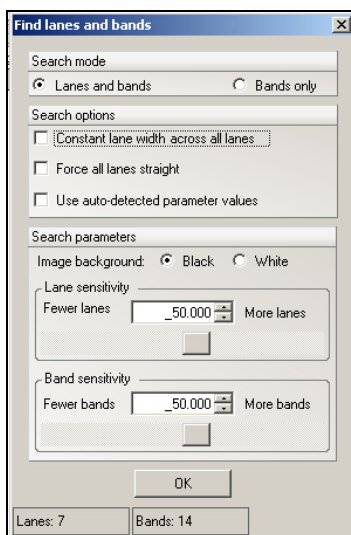 Find lanes and bands
Search mode
Lanes and bands Bands only
Search options
Constant lane width across all lanes
Force all lanes straight
Use auto-detected parameter values
Search parameters
Image background: Black White
Lane sensitivity
Fewer lanes _50.000 More lanes
Band sensitivity
Fewer bands _50.000 More bands
OK
Lanes: 7 Bands: 14